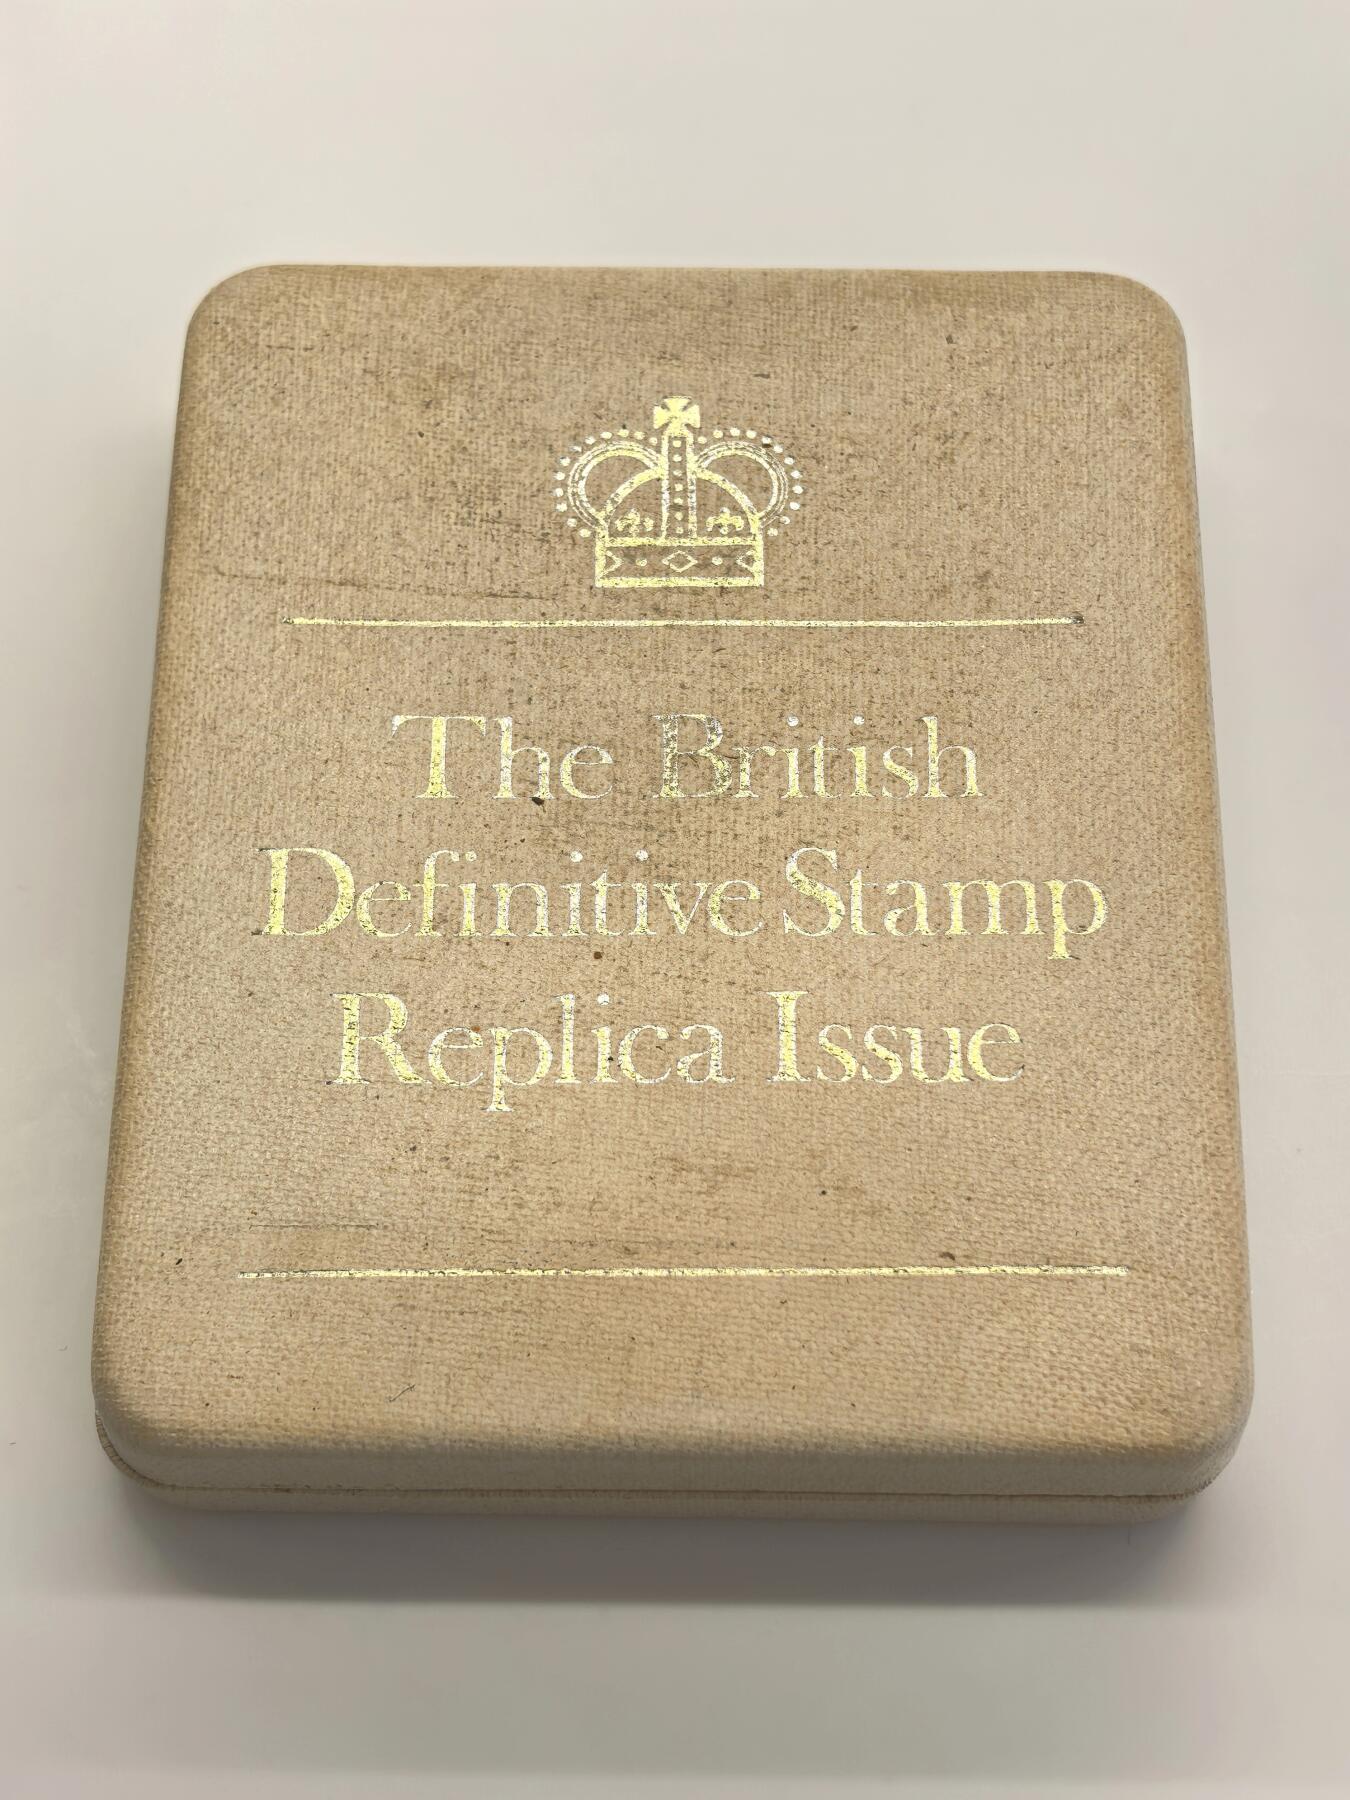 The British
Definitive Stamp
Replica Issue